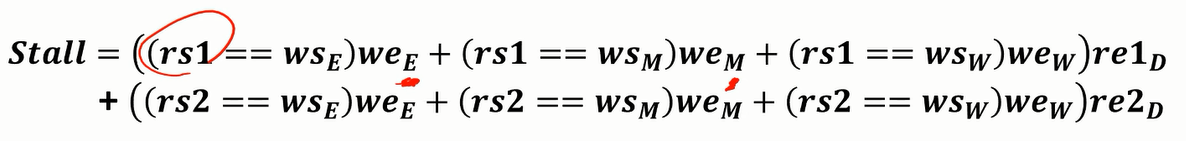 Stall = ((rs1 == ws_E)we_E + (rs1 == ws_M)we_M + (rs1 == ws_W)we_W)re1_D
+ ((rs2 == ws_E)we_E + (rs2 == ws_M)we_M + (rs2 == ws_W)we_W)re2_D